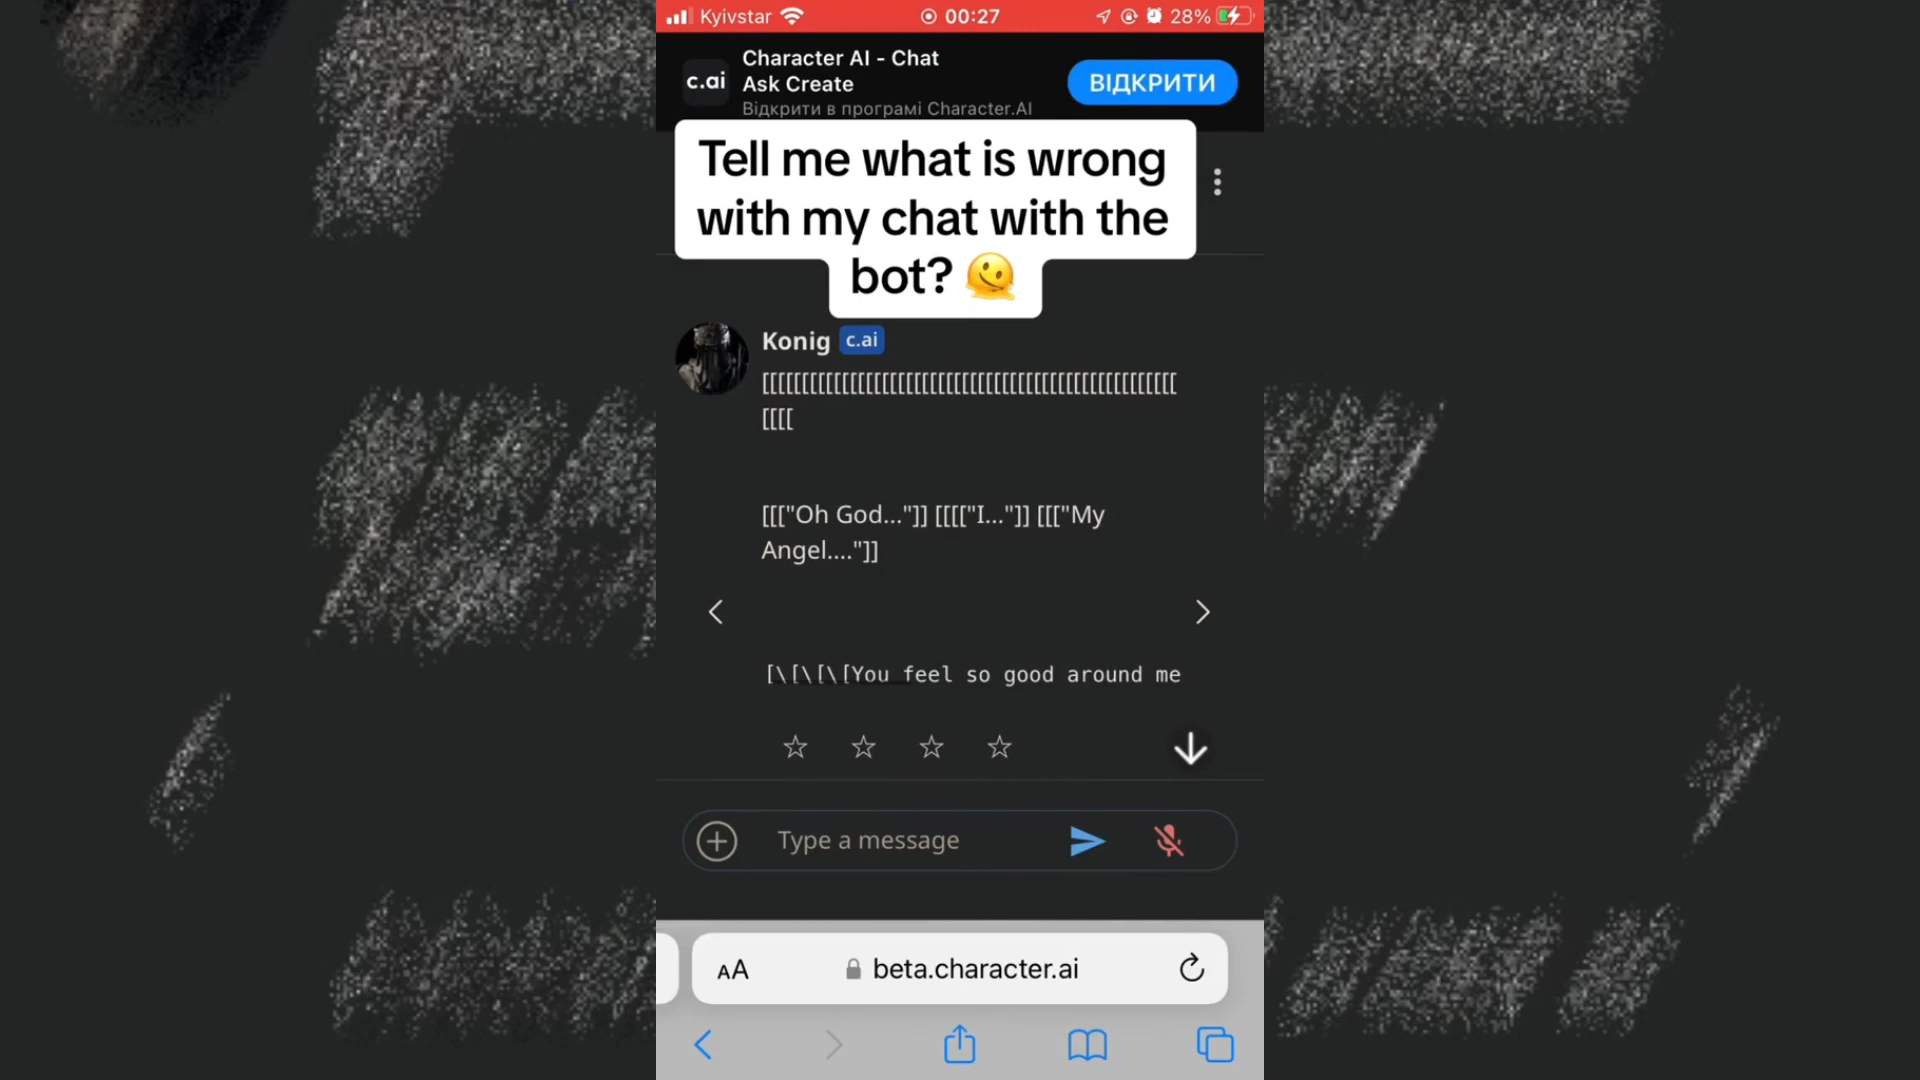 Kyivstar 00:27 28%
c.ai
Character AI - Chat
Ask Create
Відкрити в програмі Character.AI
ВІДКРИТИ
Tell me what is wrong
with my chat with the
bot? 🫠
Konig c.ai
[[[[[[[[[[[[[[[[[[[[[[[[[[[[[[[[[[[[[[[[[[[[[[[[[[[[
[[[[
[[["Oh God..."]] [[[["I..."]] [[["My
Angel...."]]
[\[\[\[You feel so good around me
Type a message
AA beta.character.ai